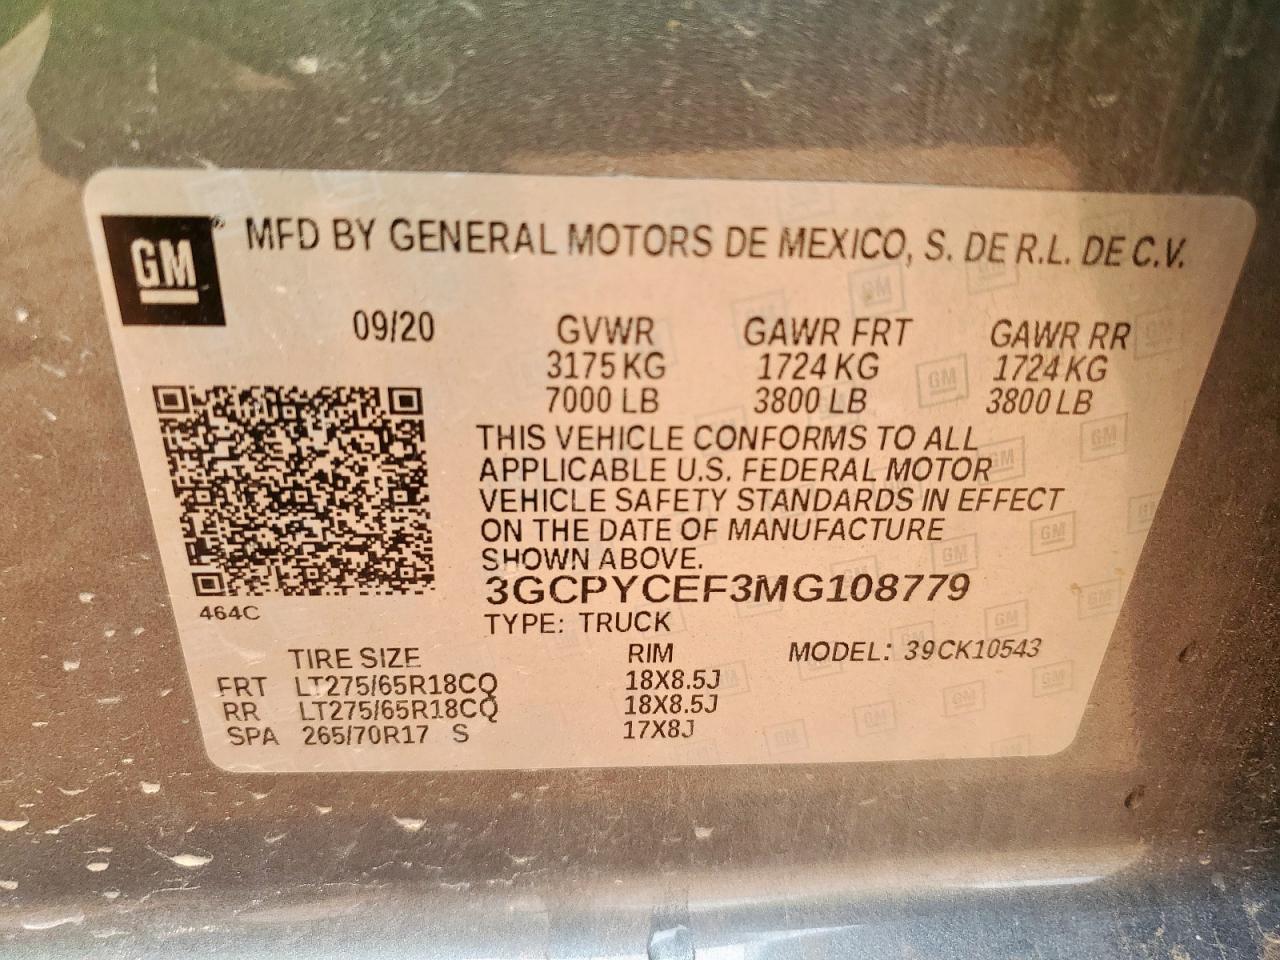 GM ® MFD BY GENERAL MOTORS DE MEXICO, S. DE R.L. DE C.V.
09/20 GVWR GAWR FRT GAWR RR
3175 KG 1724 KG 1724 KG
7000 LB 3800 LB 3800 LB
THIS VEHICLE CONFORMS TO ALL
APPLICABLE U.S. FEDERAL MOTOR
VEHICLE SAFETY STANDARDS IN EFFECT
ON THE DATE OF MANUFACTURE
SHOWN ABOVE.
3GCPYCEF3MG108779
464C
TYPE: TRUCK
TIRE SIZE RIM MODEL: 39CK10543
FRT LT275/65R18CQ 18X8.5J
RR LT275/65R18CQ 18X8.5J
SPA 265/70R17 S 17X8J